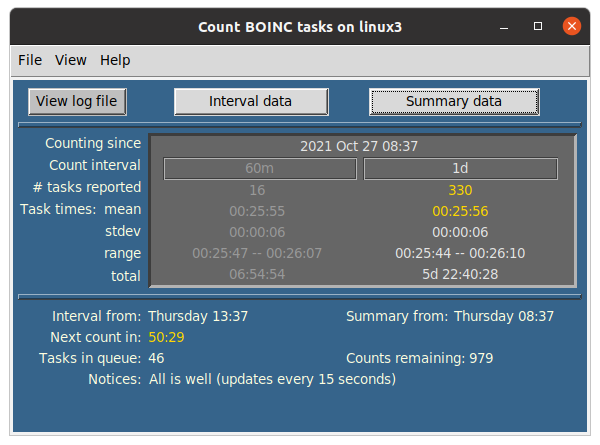 Count BOINC tasks on linux3
File View Help
View log file Interval data Summary data
Counting since 2021 Oct 27 08:37
Count interval 60m 1d
# tasks reported 16 330
Task times: mean 00:25:55 00:25:56
stdev 00:00:06 00:00:06
range 00:25:47 -- 00:26:07 00:25:44 -- 00:26:10
total 06:54:54 5d 22:40:28
Interval from: Thursday 13:37 Summary from: Thursday 08:37
Next count in: 50:29
Tasks in queue: 46 Counts remaining: 979
Notices: All is well (updates every 15 seconds)